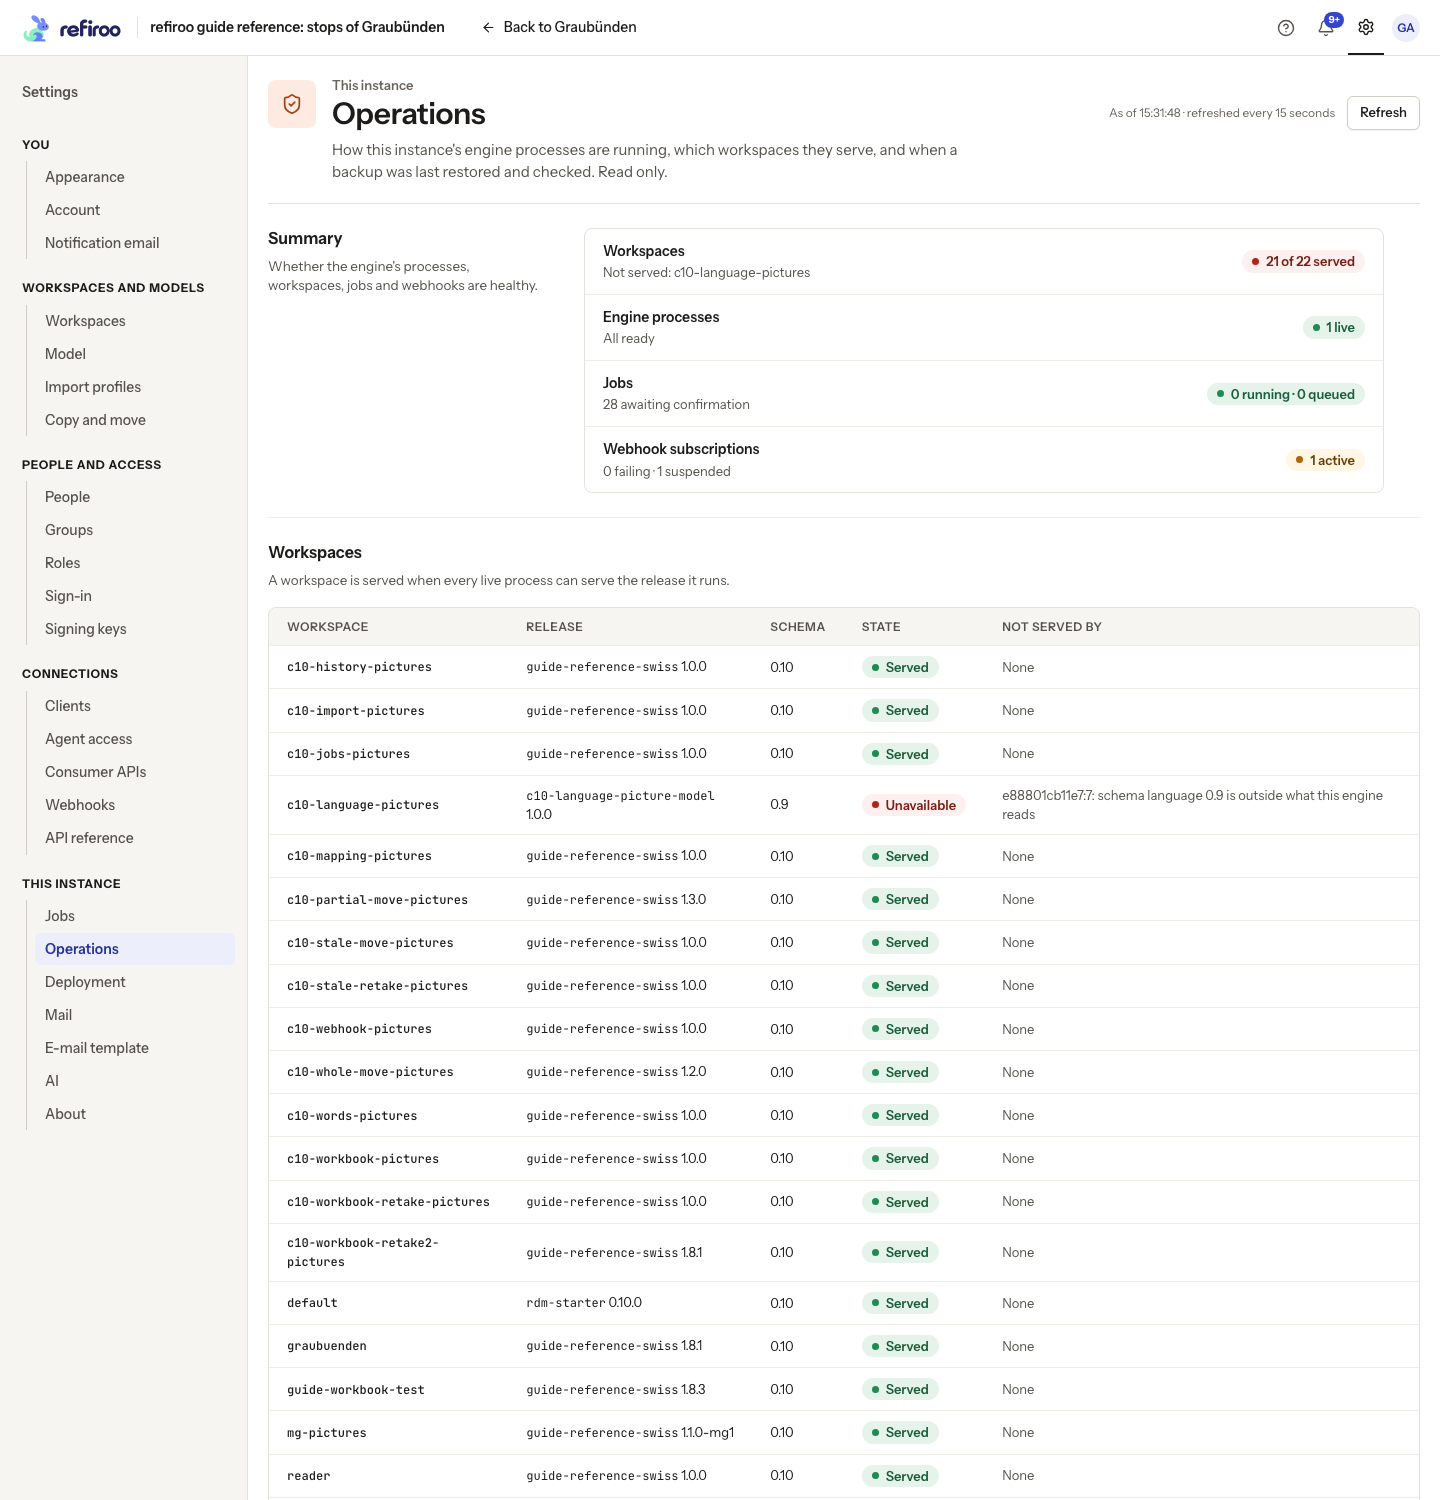 refiroo
refiroo guide reference: stops of Graubünden
← Back to Graubünden
9+
GA
Settings
YOU
Appearance
Account
Notification email
WORKSPACES AND MODELS
Workspaces
Model
Import profiles
Copy and move
PEOPLE AND ACCESS
People
Groups
Roles
Sign-in
Signing keys
CONNECTIONS
Clients
Agent access
Consumer APIs
Webhooks
API reference
THIS INSTANCE
Jobs
Operations
Deployment
Mail
E-mail template
AI
About
This instance
Operations
How this instance's engine processes are running, which workspaces they serve, and when a
backup was last restored and checked. Read only.
As of 15:31:48 · refreshed every 15 seconds
Refresh
Summary
Whether the engine's processes,
workspaces, jobs and webhooks are healthy.
Workspaces
Not served: c10-language-pictures
21 of 22 served
Engine processes
All ready
1 live
Jobs
28 awaiting confirmation
0 running · 0 queued
Webhook subscriptions
0 failing · 1 suspended
1 active
Workspaces
A workspace is served when every live process can serve the release it runs.
WORKSPACE RELEASE SCHEMA STATE NOT SERVED BY
c10-history-pictures guide-reference-swiss 1.0.0 0.10 Served None
c10-import-pictures guide-reference-swiss 1.0.0 0.10 Served None
c10-jobs-pictures guide-reference-swiss 1.0.0 0.10 Served None
c10-language-pictures c10-language-picture-model 1.0.0 0.9 Unavailable e88801cb11e7:7: schema language 0.9 is outside what this engine reads
c10-mapping-pictures guide-reference-swiss 1.0.0 0.10 Served None
c10-partial-move-pictures guide-reference-swiss 1.3.0 0.10 Served None
c10-stale-move-pictures guide-reference-swiss 1.0.0 0.10 Served None
c10-stale-retake-pictures guide-reference-swiss 1.0.0 0.10 Served None
c10-webhook-pictures guide-reference-swiss 1.0.0 0.10 Served None
c10-whole-move-pictures guide-reference-swiss 1.2.0 0.10 Served None
c10-words-pictures guide-reference-swiss 1.0.0 0.10 Served None
c10-workbook-pictures guide-reference-swiss 1.0.0 0.10 Served None
c10-workbook-retake-pictures guide-reference-swiss 1.0.0 0.10 Served None
c10-workbook-retake2-pictures guide-reference-swiss 1.8.1 0.10 Served None
default rdm-starter 0.10.0 0.10 Served None
graubuenden guide-reference-swiss 1.8.1 0.10 Served None
guide-workbook-test guide-reference-swiss 1.8.3 0.10 Served None
mg-pictures guide-reference-swiss 1.1.0-mg1 0.10 Served None
reader guide-reference-swiss 1.0.0 0.10 Served None